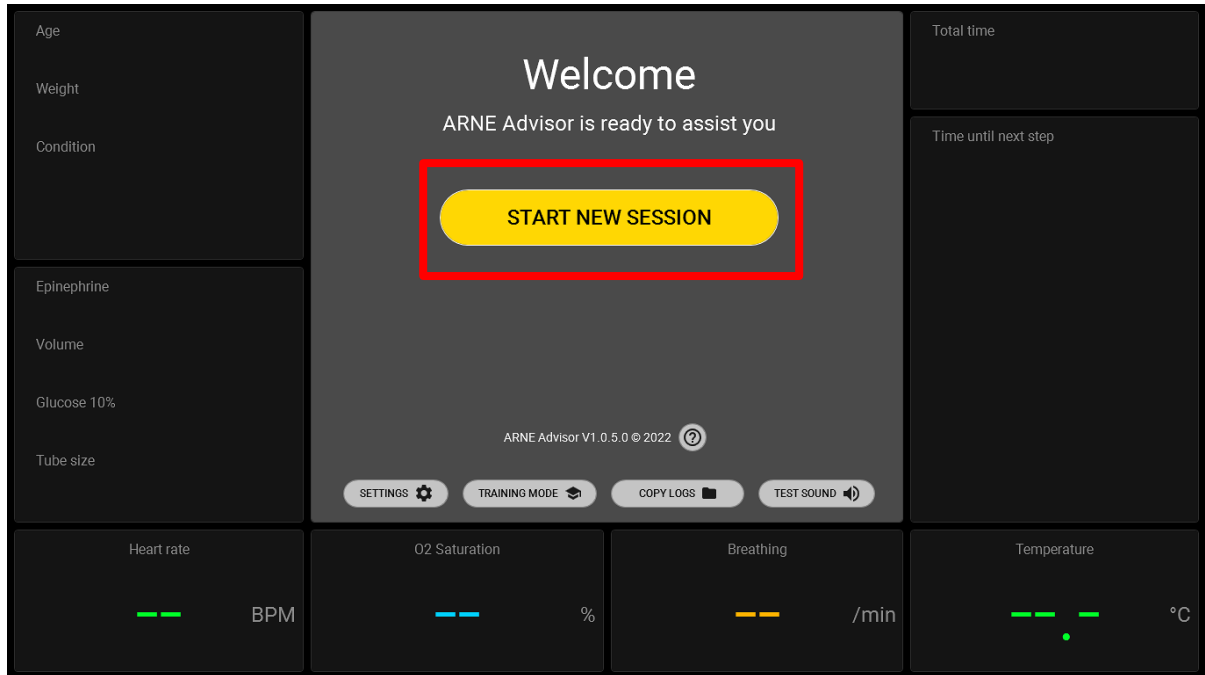 Age
Weight
Condition
Welcome
ARNE Advisor is ready to assist you
START NEW SESSION
Total time
Time until next step
Epinephrine
Volume
Glucose 10%
Tube size
ARNE Advisor V1.0.5.0 © 2022
SETTINGS
TRAINING MODE
COPY LOGS
TEST SOUND
Heart rate
-- BPM
O2 Saturation
-- %
Breathing
-- /min
Temperature
--.- °C